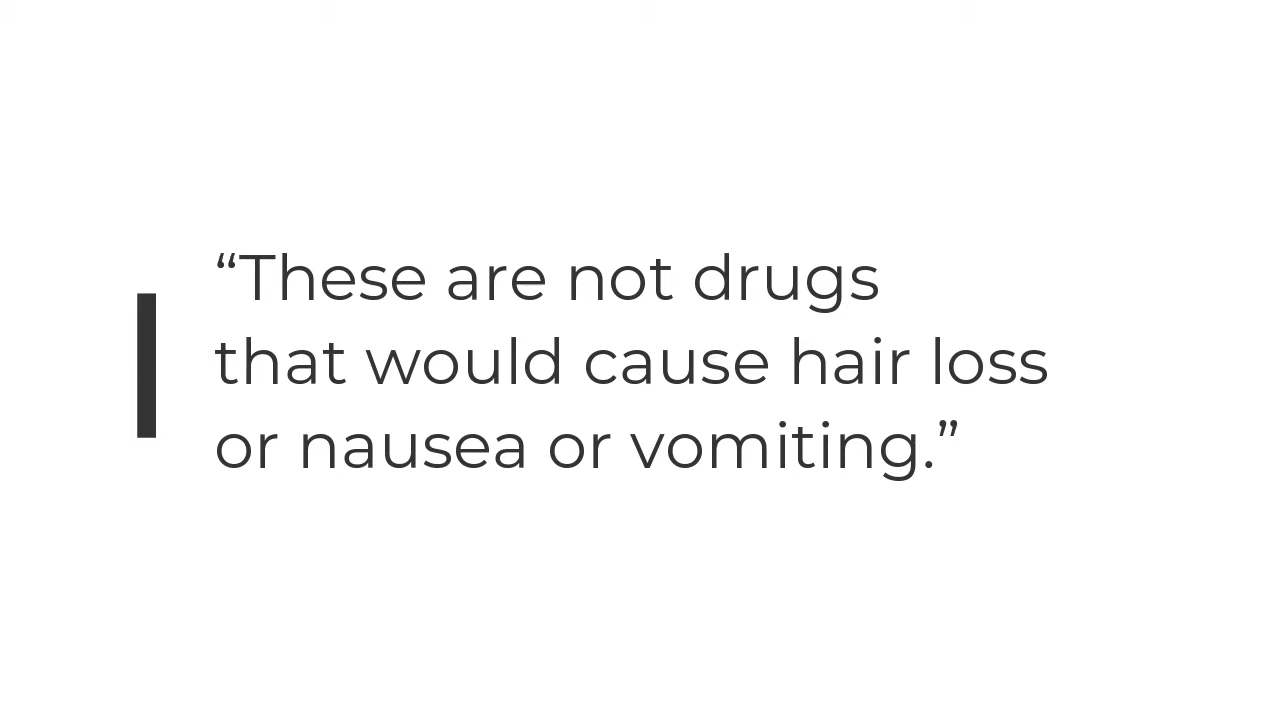 “These are not drugs
that would cause hair loss
or nausea or vomiting.”